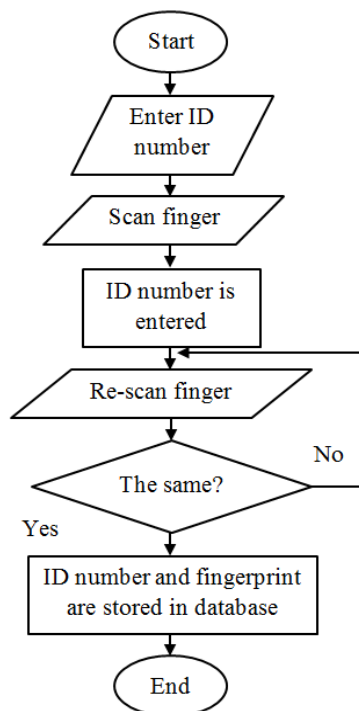 Start
Enter ID
number
Scan finger
ID number is
entered
Re-scan finger
The same?
No
Yes
ID number and fingerprint
are stored in database
End